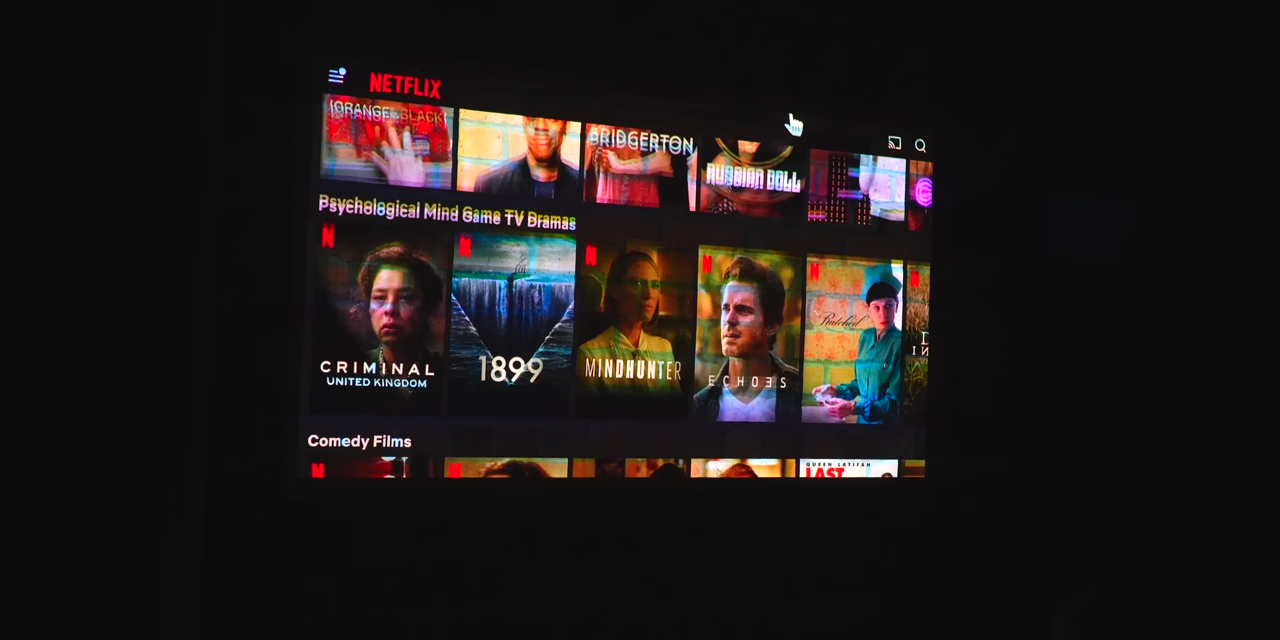 NETFLIX
ORANGE BLACK
BRIDGERTON
RUSSIAN DOLL
Psychological Mind Game TV Dramas
N
N
N
N
N
N
CRIMINAL
UNITED KINGDOM
1899
MINDHUNTER
ECHOES
Ratched
Comedy Films
N
N
QUEEN LATIFAH
LAST